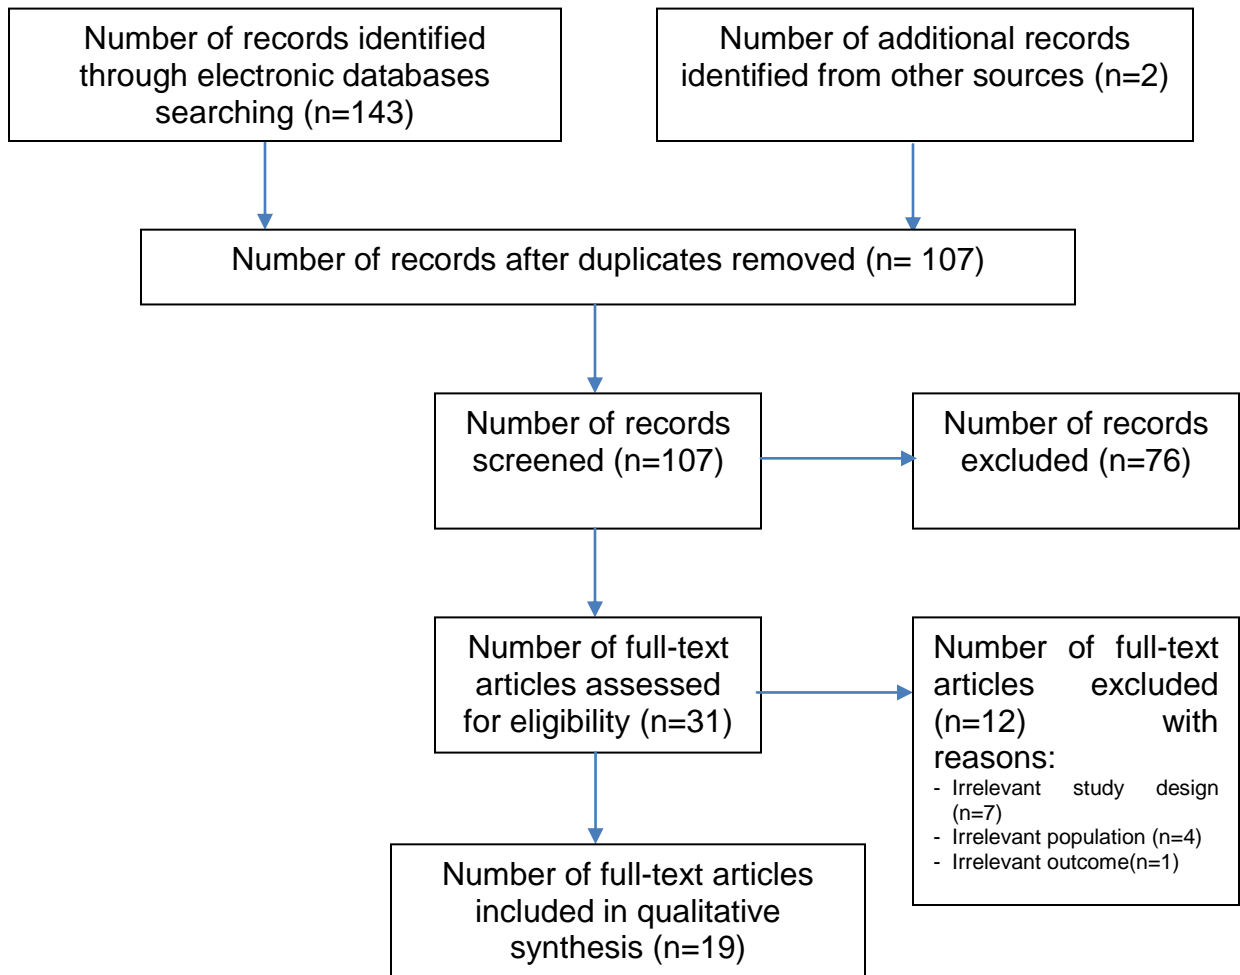 Number of records identified
through electronic databases
searching (n=143)
Number of additional records
identified from other sources (n=2)
Number of records after duplicates removed (n= 107)
Number of records
screened (n=107)
Number of records
excluded (n=76)
Number of full-text
articles assessed
for eligibility (n=31)
Number of full-text
articles excluded
(n=12) with
reasons:
- Irrelevant study design
(n=7)
- Irrelevant population (n=4)
- Irrelevant outcome(n=1)
Number of full-text articles
included in qualitative
synthesis (n=19)